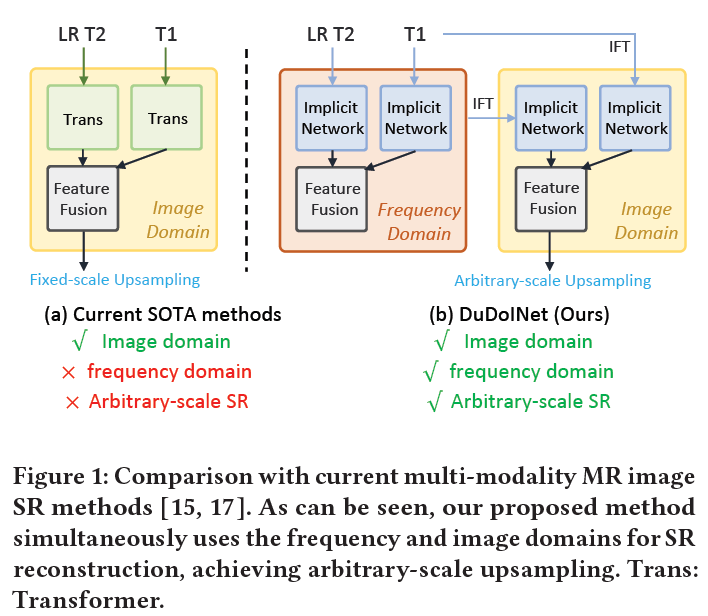 LR T2 T1
Trans Trans
Feature Fusion
Image Domain
Fixed-scale Upsampling
(a) Current SOTA methods
√ Image domain
× frequency domain
× Arbitrary-scale SR
LR T2 T1
IFT
Implicit Network Implicit Network
IFT
Implicit Network Implicit Network
Feature Fusion
Frequency Domain
Feature Fusion
Image Domain
Arbitrary-scale Upsampling
(b) DuDoINet (Ours)
√ Image domain
√ frequency domain
√ Arbitrary-scale SR
Figure 1: Comparison with current multi-modality MR image
SR methods [15, 17]. As can be seen, our proposed method
simultaneously uses the frequency and image domains for SR
reconstruction, achieving arbitrary-scale upsampling. Trans:
Transformer.